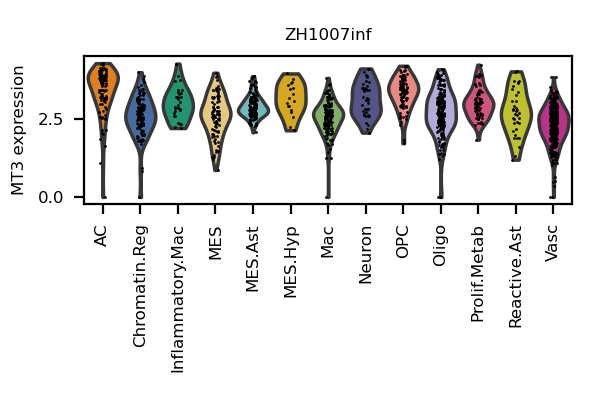 ZH1007inf
MT3 expression
2.5
0.0
AC
Chromatin.Reg
Inflammatory.Mac
MES
MES.Ast
MES.Hyp
Mac
Neuron
OPC
Oligo
Prolif.Metab
Reactive.Ast
Vasc